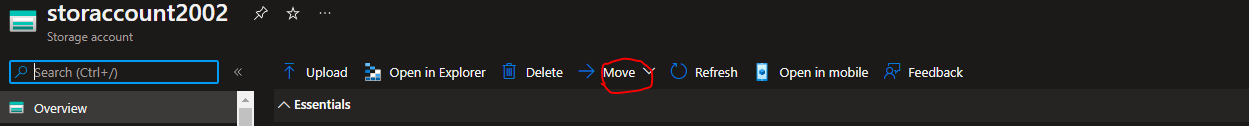 storaccount2002 ...
Storage account
Search (Ctrl+/) «
Upload Open in Explorer Delete Move Refresh Open in mobile Feedback
Overview
Essentials